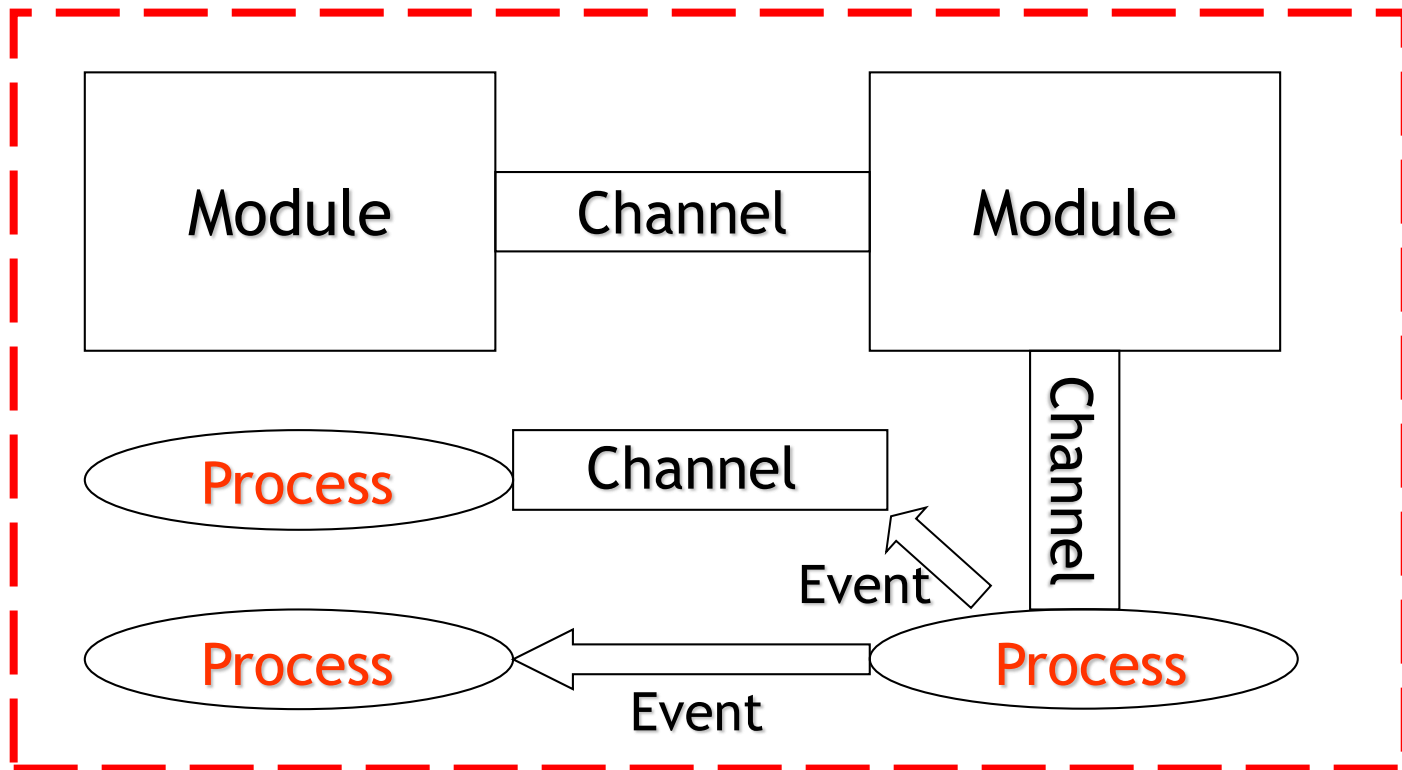 Module
Channel
Module
Channel
Process
Channel
Event
Process
Event
Process